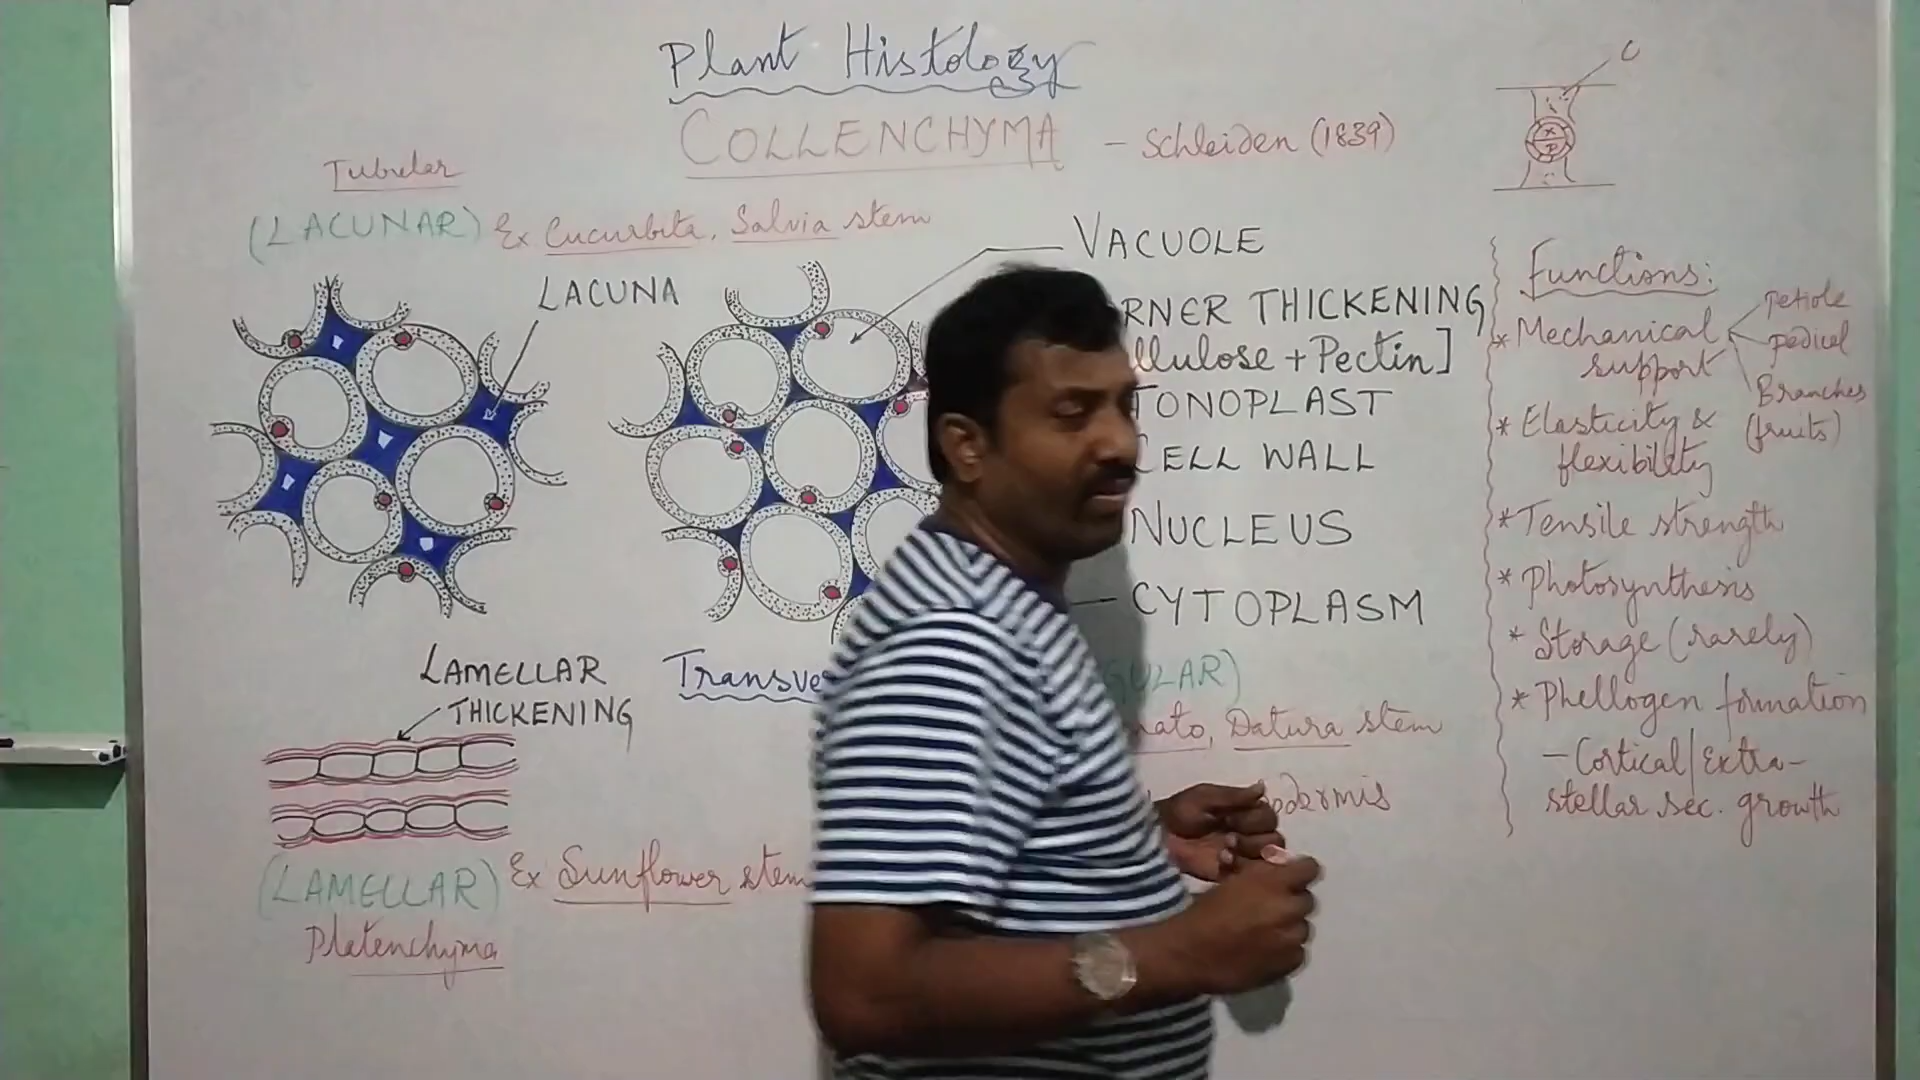 Plant Histology
COLLENCHYMA - Schleiden (1839)
C
X
P
Tubular
(LACUNAR) Ex Cucurbita, Salvia stem
VACUOLE
LACUNA
RNER THICKENING
llulose + Pectin]
TONOPLAST
CELL WALL
NUCLEUS
CYTOPLASM
LAMELLAR
THICKENING
Transve
GULAR)
ato, Datura stem
odermis
(LAMELLAR) Ex Sunflower stem
Platenchyma
Functions:
* Mechanical
support
petiole
pedicel
Branches
(fruits)
* Elasticity &
flexibility
* Tensile strength
* Photosynthesis
* Storage (rarely)
* Phellogen formation
- Cortical/Extra-
stellar sec. growth